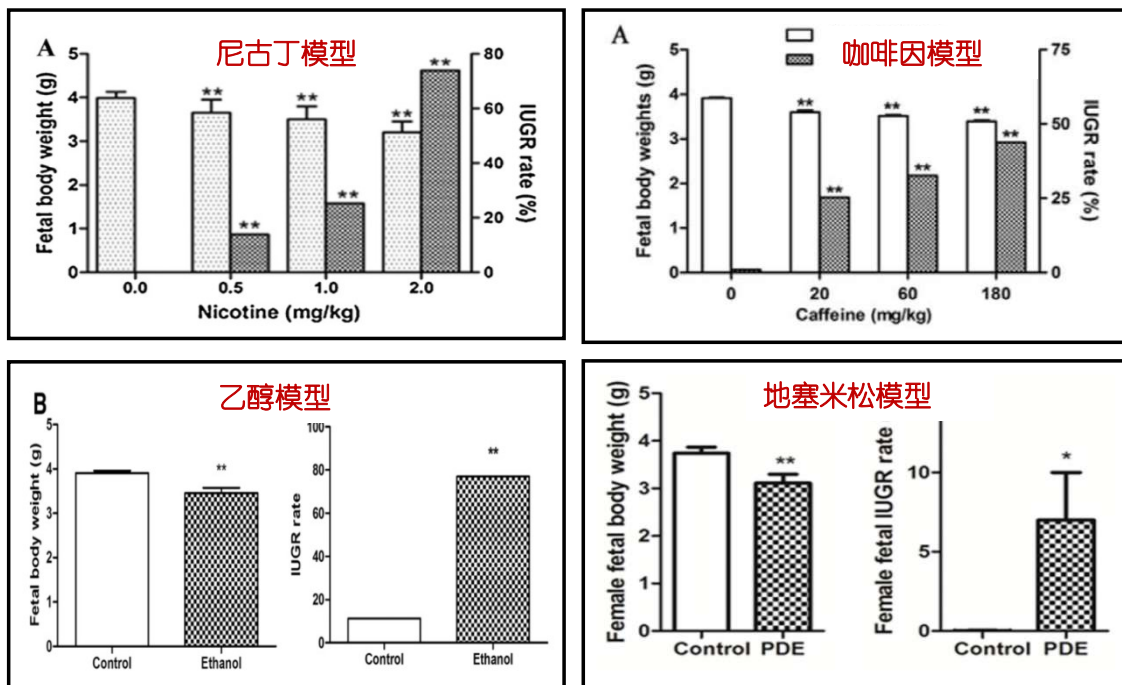 A
尼古丁模型
Fetal body weight (g)
5
4
3
2
1
0
** ** ** ** ** **
80
60
40
20
0
IUGR rate (%)
0.0 0.5 1.0 2.0
Nicotine (mg/kg)
A
咖啡因模型
Fetal body weights (g)
5
4
3
2
1
0
** ** ** ** ** **
75
50
25
0
IUGR rate (%)
0 20 60 180
Caffeine (mg/kg)
B
乙醇模型
Fetal body weight (g)
5
4
3
2
1
0
**
Control Ethanol
IUGR rate
100
80
60
40
20
0
**
Control Ethanol
地塞米松模型
Female fetal body weight (g)
5
4
3
2
1
0
**
Control PDE
Female fetal IUGR rate
10
5
0
*
Control PDE